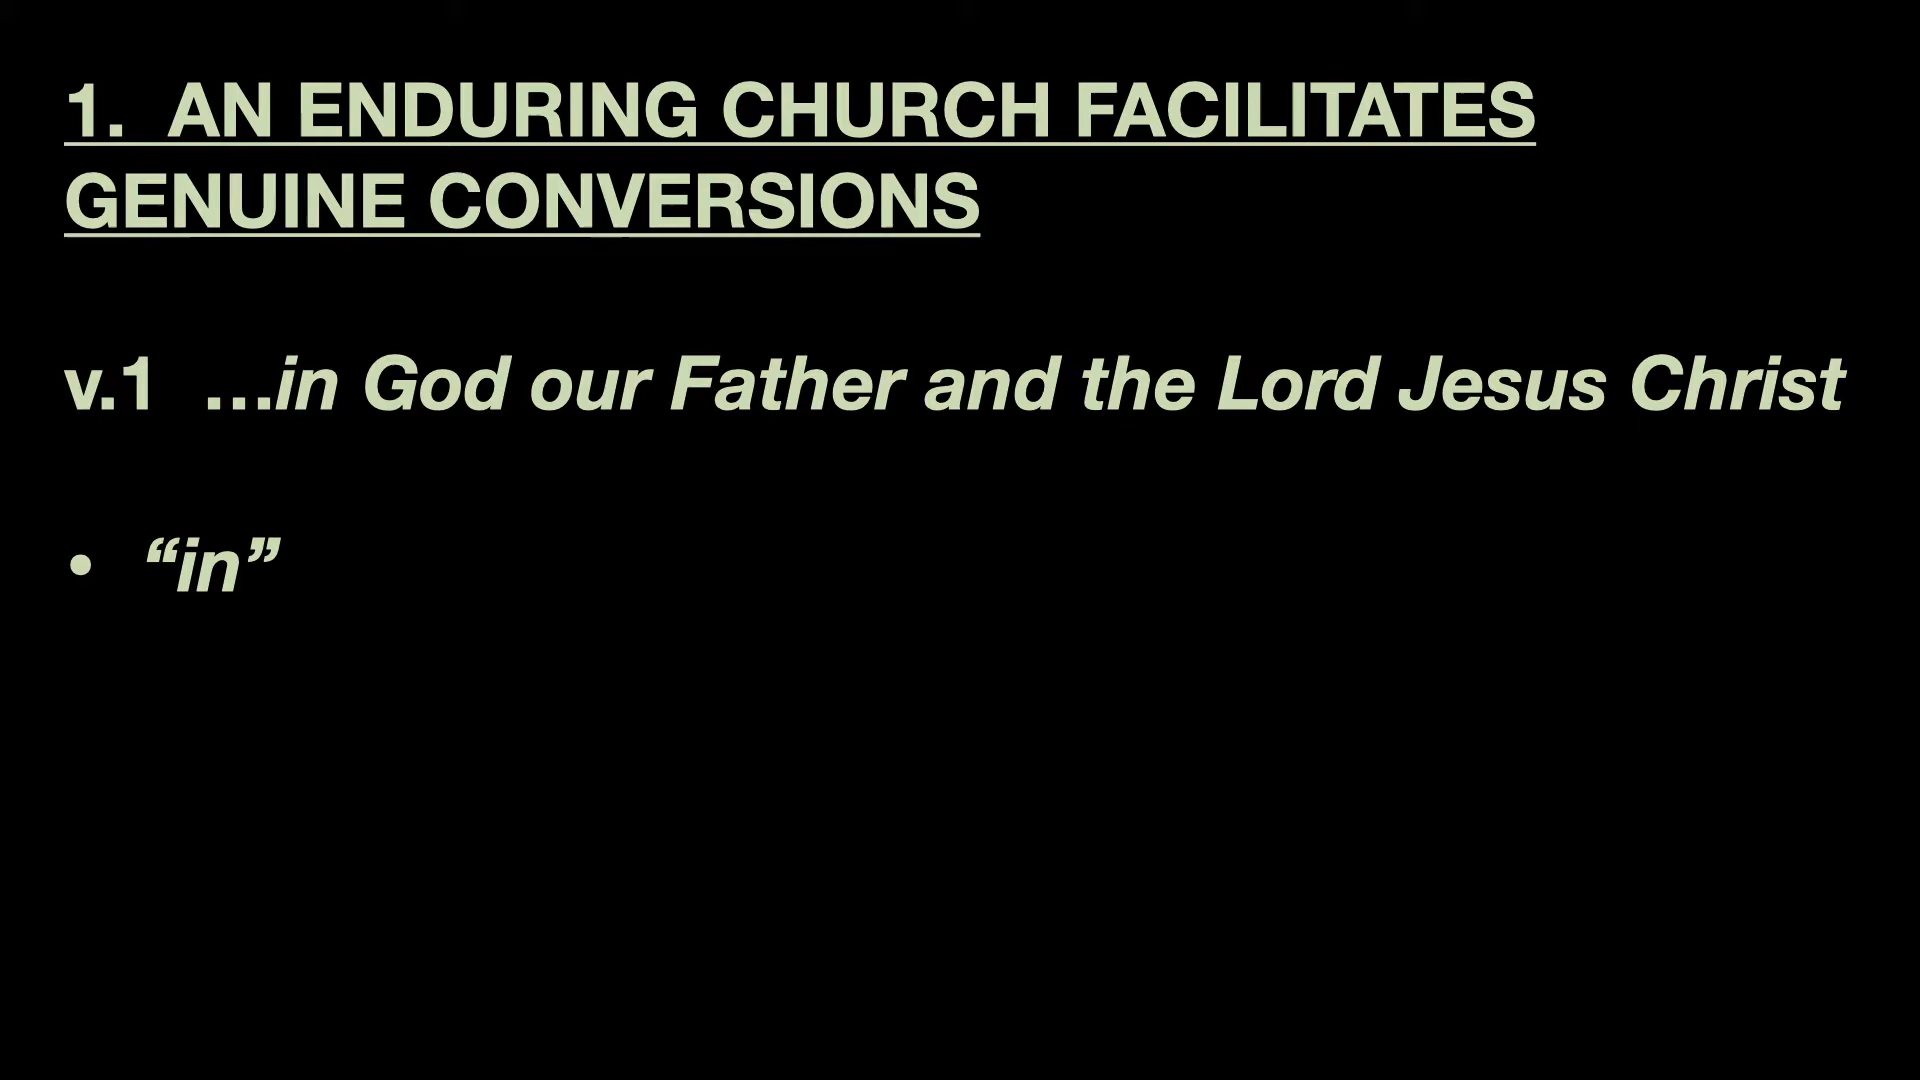 1. AN ENDURING CHURCH FACILITATES
GENUINE CONVERSIONS
v.1 …in God our Father and the Lord Jesus Christ
• “in”